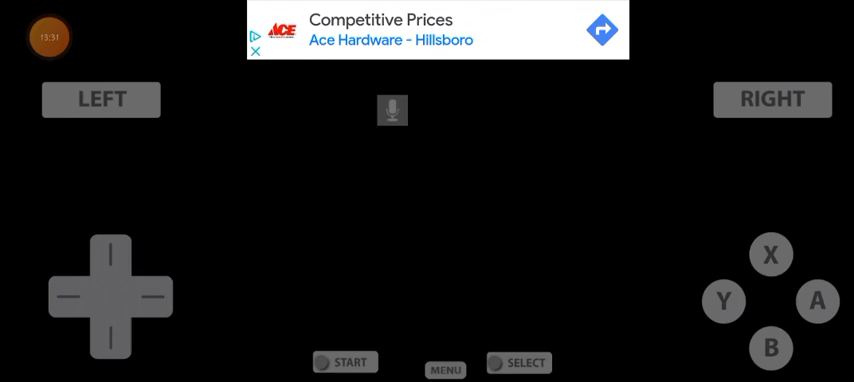 13:31
ACE
Competitive Prices
Ace Hardware - Hillsboro
LEFT
RIGHT
X
Y
A
B
START
MENU
SELECT